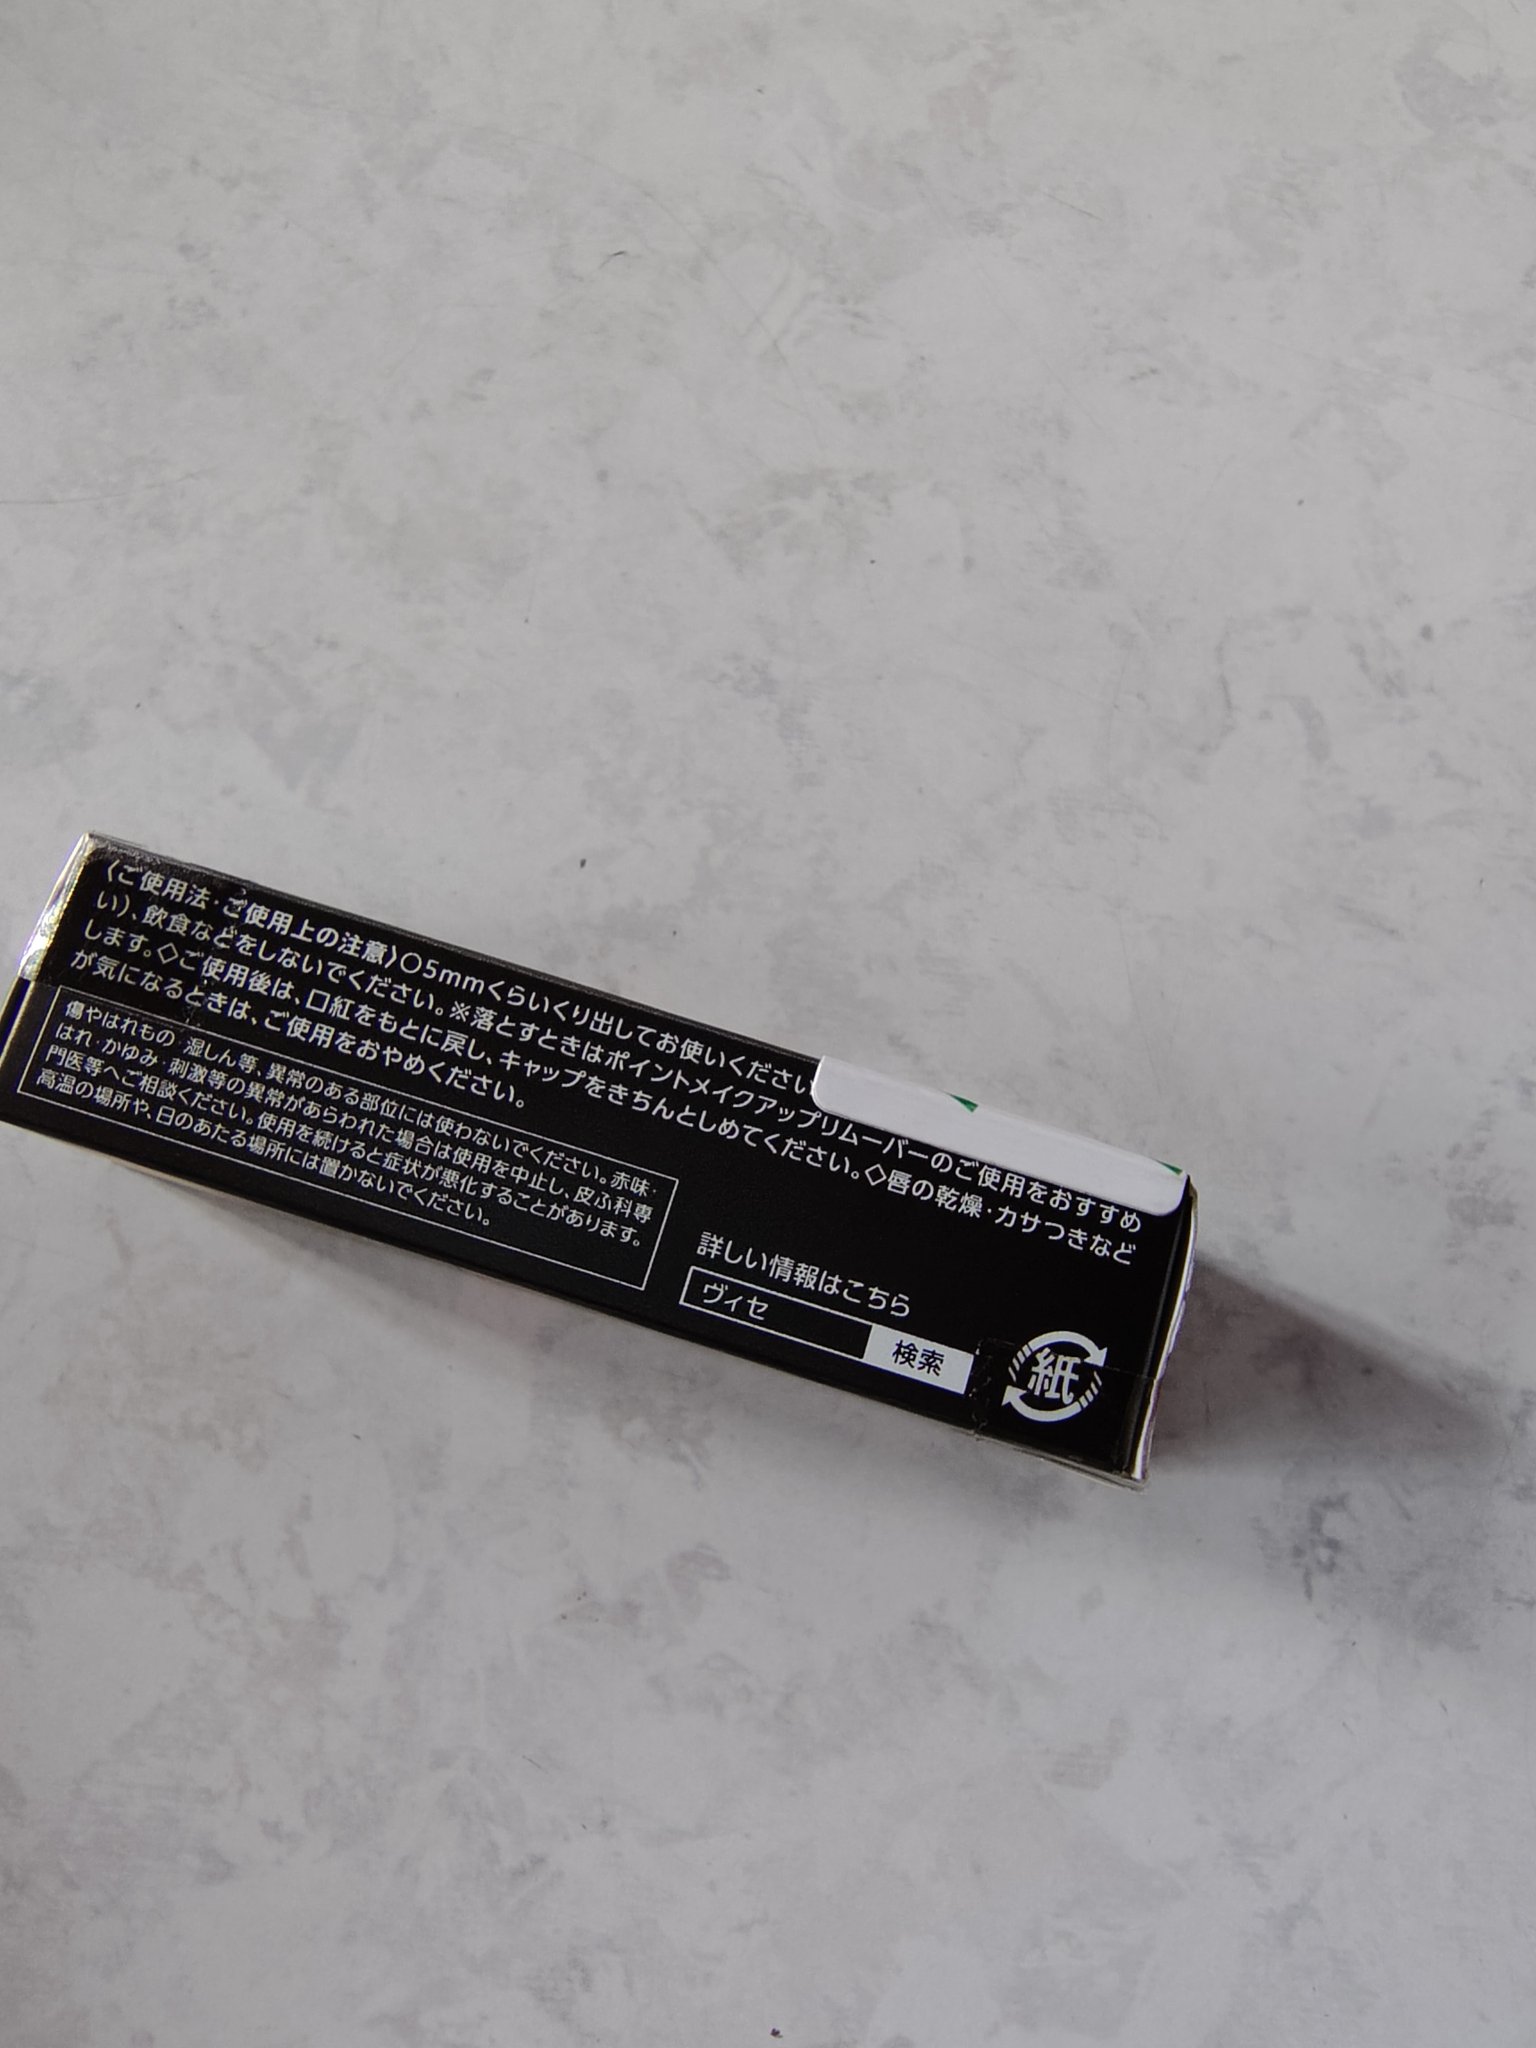 〈ご使用法・ご使用上の注意〉○5mmくらいくり出してお使いください
い)、飲食などをしないでください。※落とすときはポイントメイクアップリムーバーのご使用をおすすめ
します。◇ご使用後は、口紅をもとに戻し、キャップをきちんとしめてください。◇唇の乾燥・カサつきなど
が気になるときは、ご使用をおやめください。
傷やはれもの・湿しん等、異常のある部位には使わないでください。赤味・
はれ・かゆみ・刺激等の異常があらわれた場合は使用を中止し、皮ふ科専
門医等へご相談ください。使用を続けると症状が悪化することがあります。
高温の場所や、日のあたる場所には置かないでください。
詳しい情報はこちら
ヴィセ 検索
紙